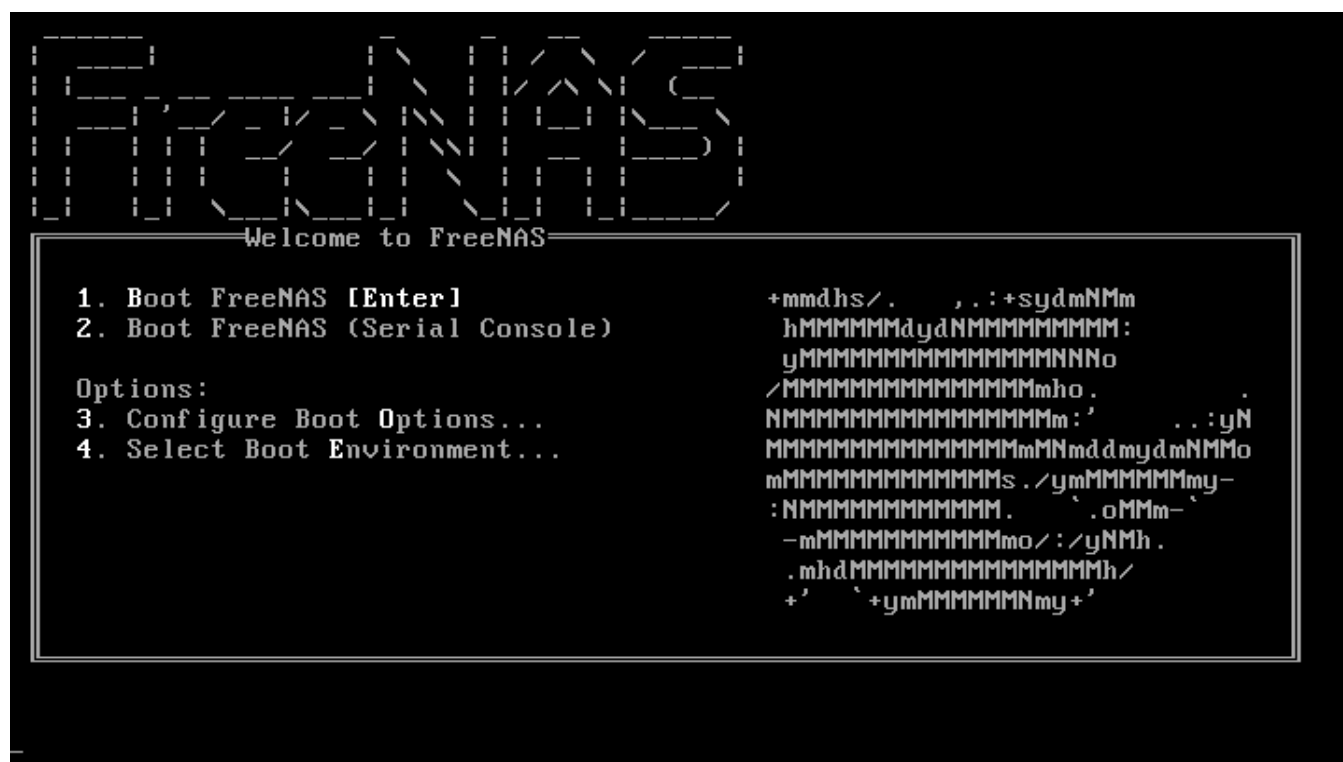 FreeNAS
Welcome to FreeNAS
1. Boot FreeNAS [Enter]
2. Boot FreeNAS (Serial Console)
Options:
3. Configure Boot Options...
4. Select Boot Environment...